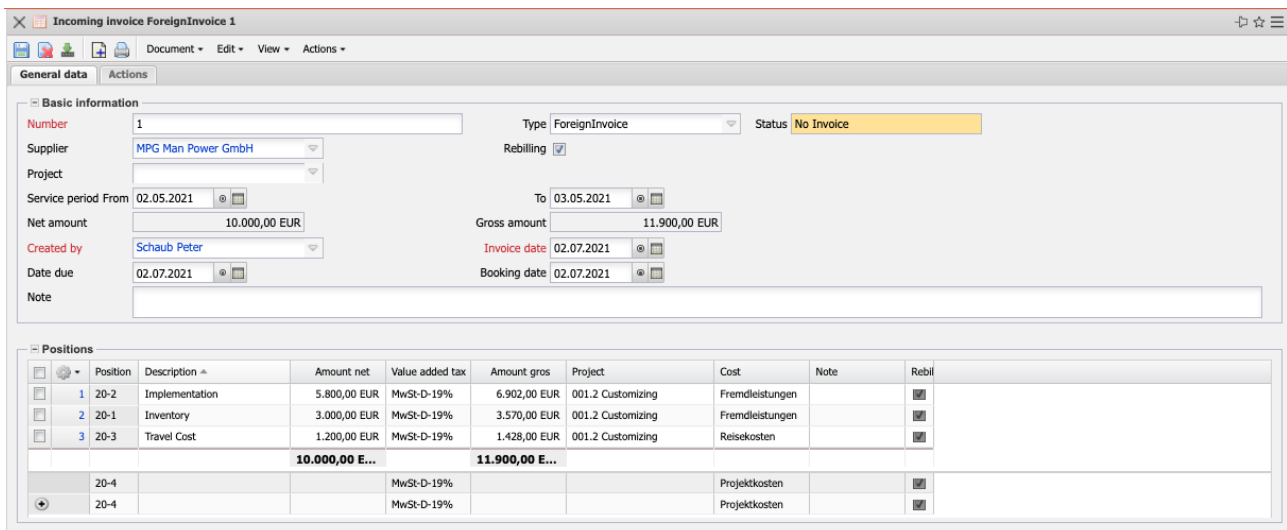 Incoming invoice ForeignInvoice 1
Document Edit View Actions
General data Actions
Basic information
Number 1 Type ForeignInvoice Status No Invoice
Supplier MPG Man Power GmbH Rebilling
Project
Service period From 02.05.2021 To 03.05.2021
Net amount 10.000,00 EUR Gross amount 11.900,00 EUR
Created by Schaub Peter Invoice date 02.07.2021
Date due 02.07.2021 Booking date 02.07.2021
Note
Positions
Position Description Amount net Value added tax Amount gros Project Cost Note Rebil
1 20-2 Implementation 5.800,00 EUR MwSt-D-19% 6.902,00 EUR 001.2 Customizing Fremdleistungen
2 20-1 Inventory 3.000,00 EUR MwSt-D-19% 3.570,00 EUR 001.2 Customizing Fremdleistungen
3 20-3 Travel Cost 1.200,00 EUR MwSt-D-19% 1.428,00 EUR 001.2 Customizing Reisekosten
10.000,00 E... 11.900,00 E...
20-4 MwSt-D-19% Projektkosten
20-4 MwSt-D-19% Projektkosten